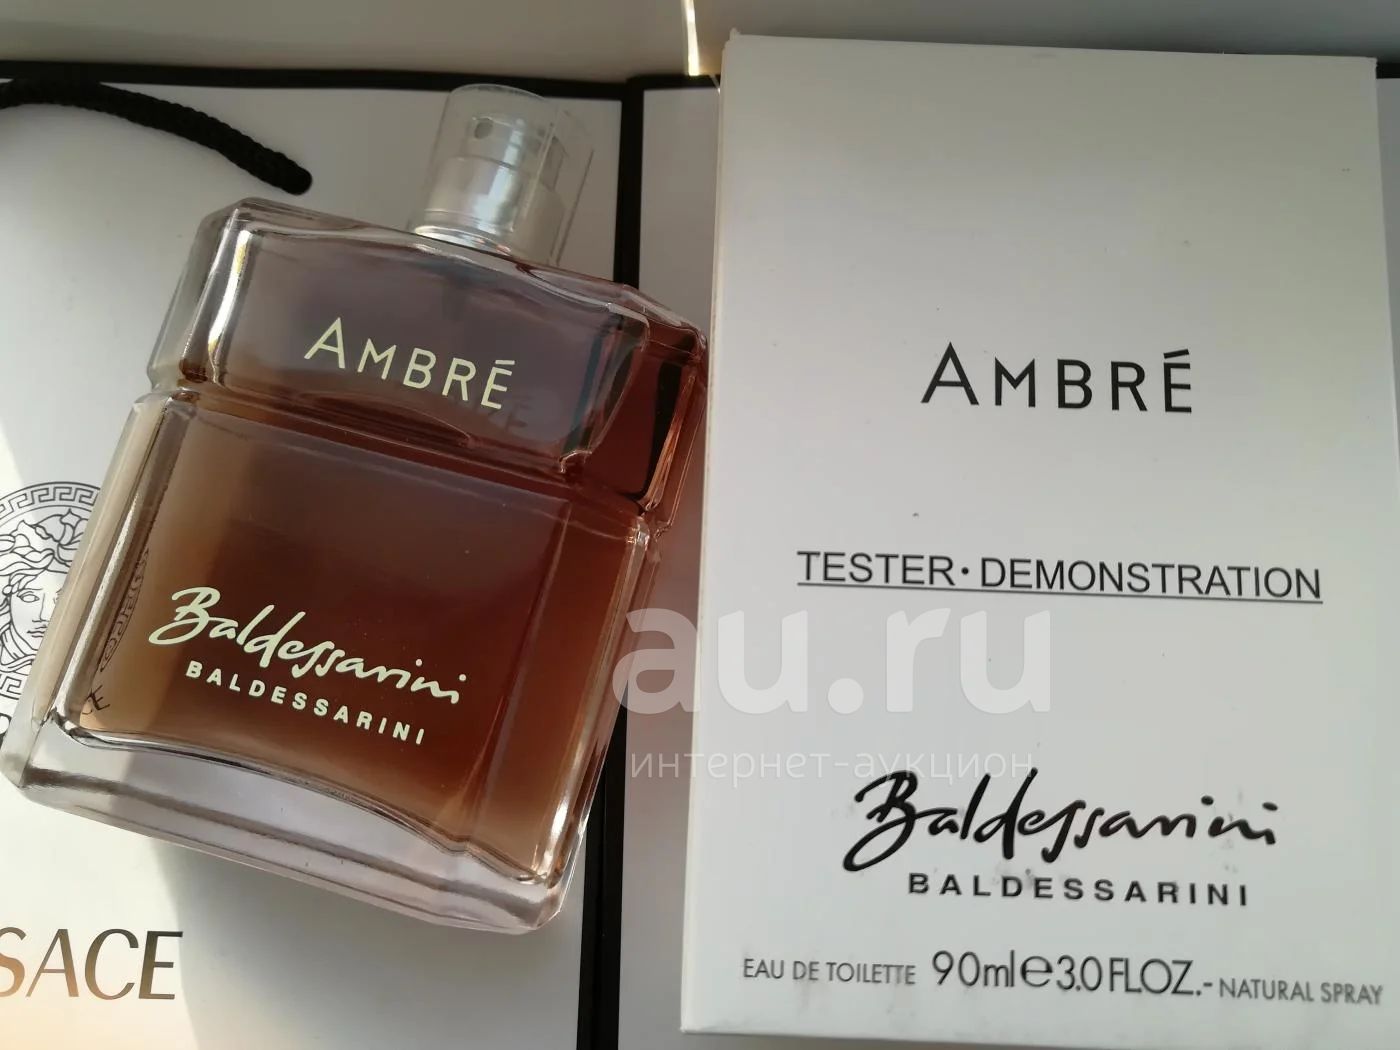 AMBRÉ
Baldessarini
BALDESSARINI
SACE
AMBRÉ
TESTER·DEMONSTRATION
au.ru
интернет-аукцион
Baldessarini
BALDESSARINI
EAU DE TOILETTE 90ml℮3.0 FL.OZ.- NATURAL SPRAY